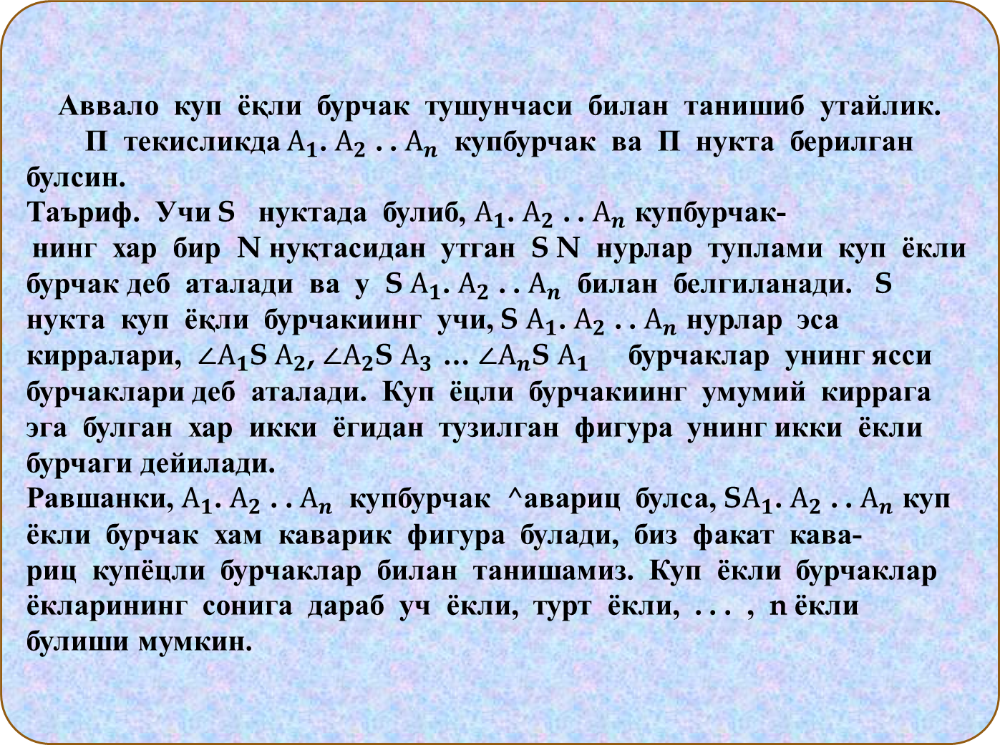 Аввало куп ёқли бурчак тушунчаси билан танишиб утайлик.
П текисликда A₁. A₂ . . Aₙ купбурчак ва П нукта берилган
булсин.
Таъриф. Учи S нуктада булиб, A₁. A₂ . . Aₙ купбурчак-
нинг хар бир N нуқтасидан утган S N нурлар туплами куп ёкли
бурчак деб аталади ва у S A₁. A₂ . . Aₙ билан белгиланади. S
нукта куп ёқли бурчакиинг учи, S A₁. A₂ . . Aₙ нурлар эса
кирралари, ∠A₁S A₂, ∠A₂S A₃ … ∠AₙS A₁ бурчаклар унинг ясси
бурчаклари деб аталади. Куп ёцли бурчакиинг умумий киррага
эга булган хар икки ёгидан тузилган фигура унинг икки ёкли
бурчаги дейилади.
Равшанки, A₁. A₂ . . Aₙ купбурчак ^авариц булса, SA₁. A₂ . . Aₙ куп
ёкли бурчак хам каварик фигура булади, биз факат кава-
риц купёцли бурчаклар билан танишамиз. Куп ёкли бурчаклар
ёкларининг сонига дараб уч ёкли, турт ёкли, . . . , n ёкли
булиши мумкин.